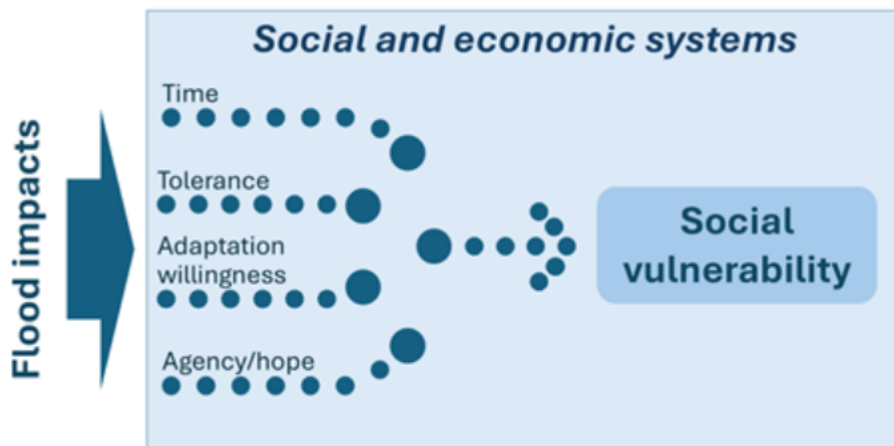 Social and economic systems
Flood impacts
Time
Tolerance
Adaptation
willingness
Agency/hope
Social
vulnerability